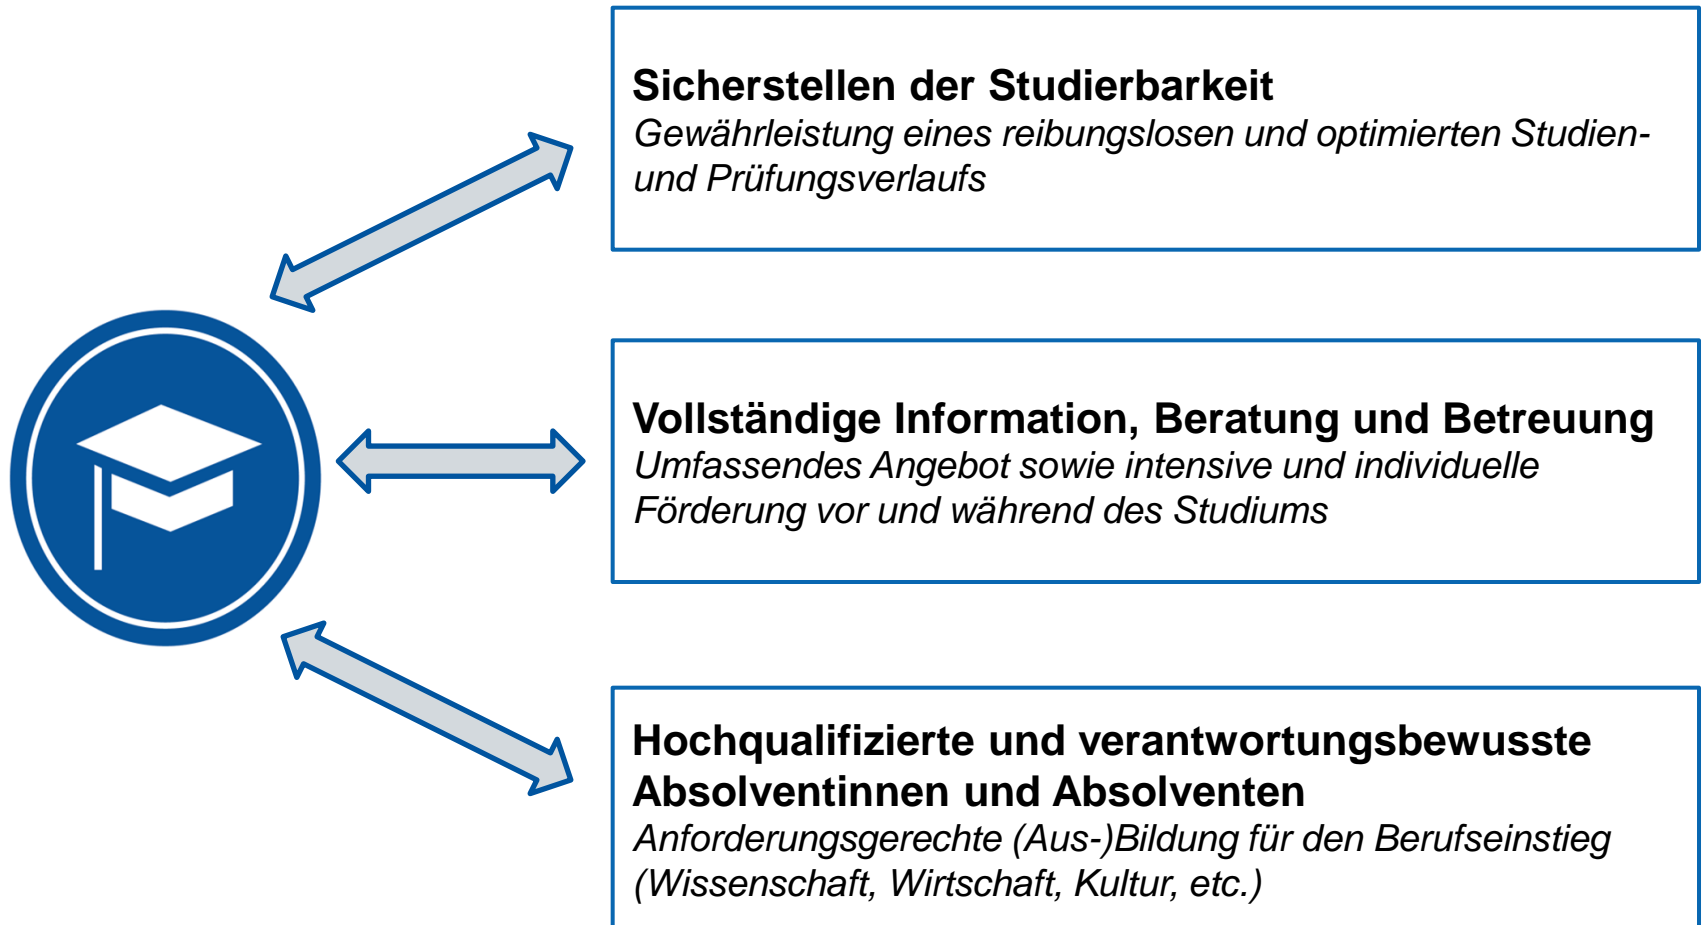 Sicherstellen der Studierbarkeit
Gewährleistung eines reibungslosen und optimierten Studien-
und Prüfungsverlaufs
Vollständige Information, Beratung und Betreuung
Umfassendes Angebot sowie intensive und individuelle
Förderung vor und während des Studiums
Hochqualifizierte und verantwortungsbewusste
Absolventinnen und Absolventen
Anforderungsgerechte (Aus-)Bildung für den Berufseinstieg
(Wissenschaft, Wirtschaft, Kultur, etc.)